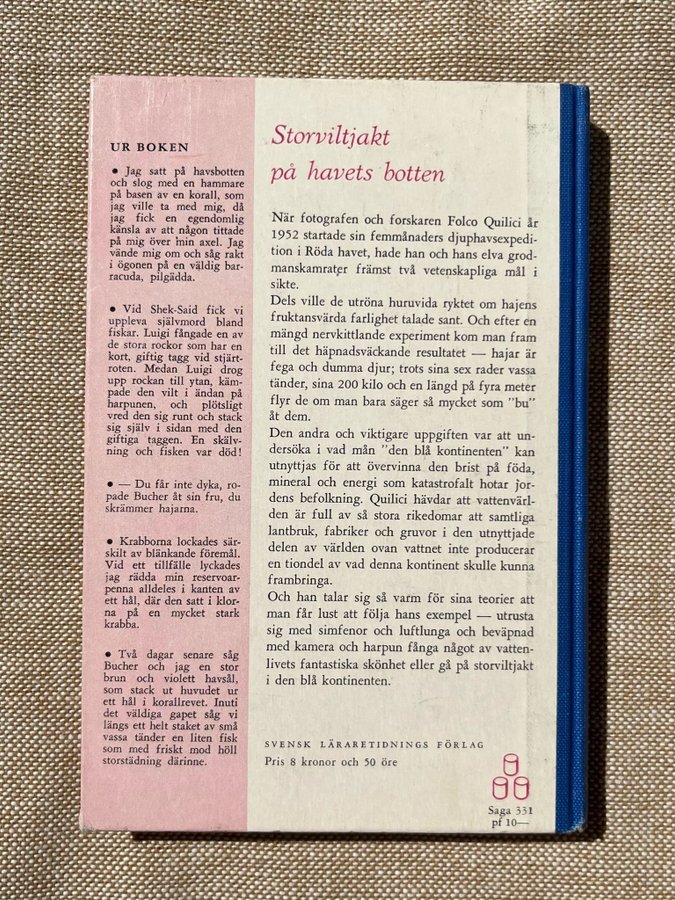 UR BOKEN
• Jag satt på havsbotten
och slog med en hammare
på basen av en korall, som
jag ville ta med mig, då
jag fick en egendomlig
känsla av att någon tittade
på mig över min axel. Jag
vände mig om och såg rakt
i ögonen på en väldig bar-
racuda, pilgädda.
• Vid Shek-Said fick vi
uppleva självmord bland
fiskar. Luigi fångade en av
de stora rockor som har en
kort, giftig tagg vid stjärt-
roten. Medan Luigi drog
upp rockan till ytan, käm-
pade den vilt i ändan på
harpunen, och plötsligt
vred den sig runt och stack
sig själv i sidan med den
giftiga taggen. En skälv-
ning och fisken var död!
• — Du får inte dyka, ro-
pade Bucher åt sin fru, du
skrämmer hajarna.
• Krabborna lockades sär-
skilt av blänkande föremål.
Vid ett tillfälle lyckades
jag rädda min reservoar-
penna alldeles i kanten av
ett hål, där den satt i klor-
na på en mycket stark
krabba.
• Två dagar senare såg
Bucher och jag en stor
brun och violett havsål,
som stack ut huvudet ur
ett hål i korallrevet. Inuti
det väldiga gapet såg vi
längs ett helt staket av små
vassa tänder en liten fisk
som med friskt mod höll
storstädning därinne.
Storviltjakt
på havets botten
När fotografen och forskaren Folco Quilici år
1952 startade sin femmånaders djuphavsexpedi-
tion i Röda havet, hade han och hans elva grod-
manskamrater främst två vetenskapliga mål i
sikte.
Dels ville de utröna huruvida ryktet om hajens
fruktansvärda farlighet talade sant. Och efter en
mängd nervkittlande experiment kom man fram
till det häpnadsväckande resultatet — hajar är
fega och dumma djur; trots sina sex rader vassa
tänder, sina 200 kilo och en längd på fyra meter
flyr de om man bara säger så mycket som "bu"
åt dem.
Den andra och viktigare uppgiften var att un-
dersöka i vad mån "den blå kontinenten" kan
utnyttjas för att övervinna den brist på föda,
mineral och energi som katastrofalt hotar jor-
dens befolkning. Quilici hävdar att vattenvärl-
den är full av så stora rikedomar att samtliga
lantbruk, fabriker och gruvor i den utnyttjade
delen av världen ovan vattnet inte producerar
en tiondel av vad denna kontinent skulle kunna
frambringa.
Och han talar sig så varm för sina teorier att
man får lust att följa hans exempel — utrusta
sig med simfenor och luftlunga och beväpnad
med kamera och harpun fånga något av vatten-
livets fantastiska skönhet eller gå på storviltjakt
i den blå kontinenten.
SVENSK LÄRARETIDNINGS FÖRLAG
Pris 8 kronor och 50 öre
Saga 331
pf 10—